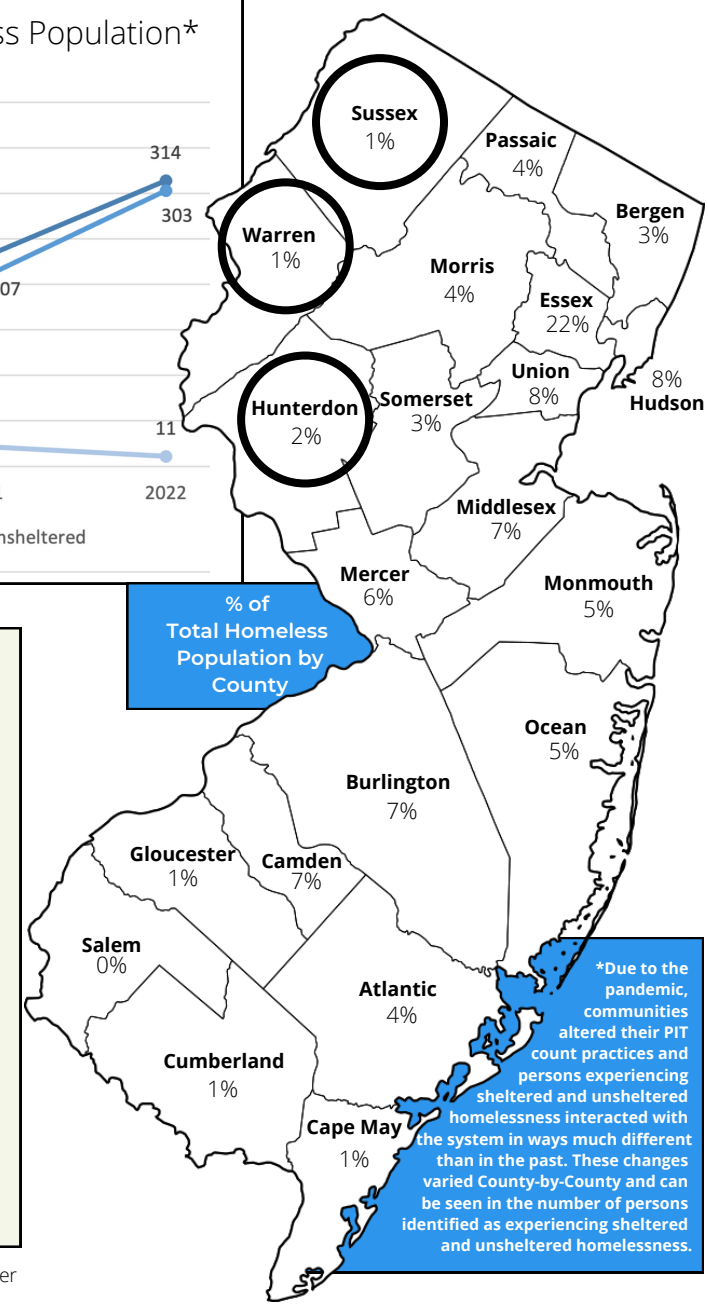 ss Population*
314
303
07
11
2022
nsheltered
Sussex
1%
Passaic
4%
Bergen
3%
Warren
1%
Morris
4%
Essex
22%
Union
8%
8%
Hudson
Hunterdon
2%
Somerset
3%
Middlesex
7%
Mercer
6%
Monmouth
5%
% of
Total Homeless
Population by
County
Ocean
5%
Burlington
7%
Gloucester
1%
Camden
7%
Salem
0%
Atlantic
4%
Cumberland
1%
Cape May
1%
*Due to the
pandemic,
communities
altered their PIT
count practices and
persons experiencing
sheltered and unsheltered
homelessness interacted with
the system in ways much different
than in the past. These changes
varied County-by-County and can
be seen in the number of persons
identified as experiencing sheltered
and unsheltered homelessness.
er